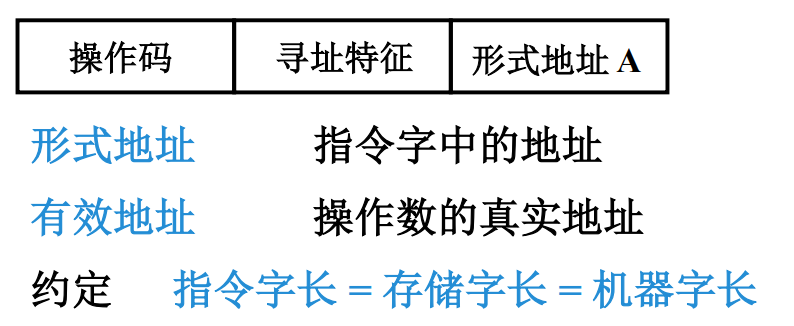 操作码 寻址特征 形式地址 A
形式地址 指令字中的地址
有效地址 操作数的真实地址
约定 指令字长 = 存储字长 = 机器字长